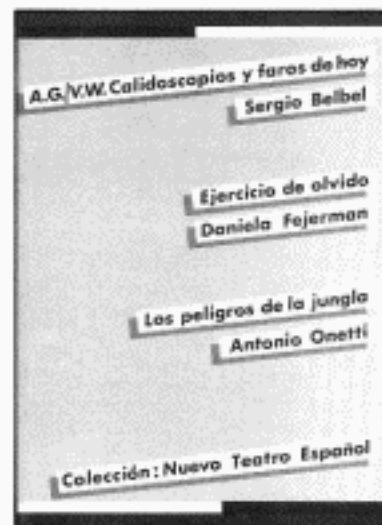 A.G./V.W. Calidoscopios y faros de hoy
Sergio Belbel
Ejercicio de olvido
Daniela Fejerman
Los peligros de la jungla
Antonio Onetti
Colección: Nuevo Teatro Español